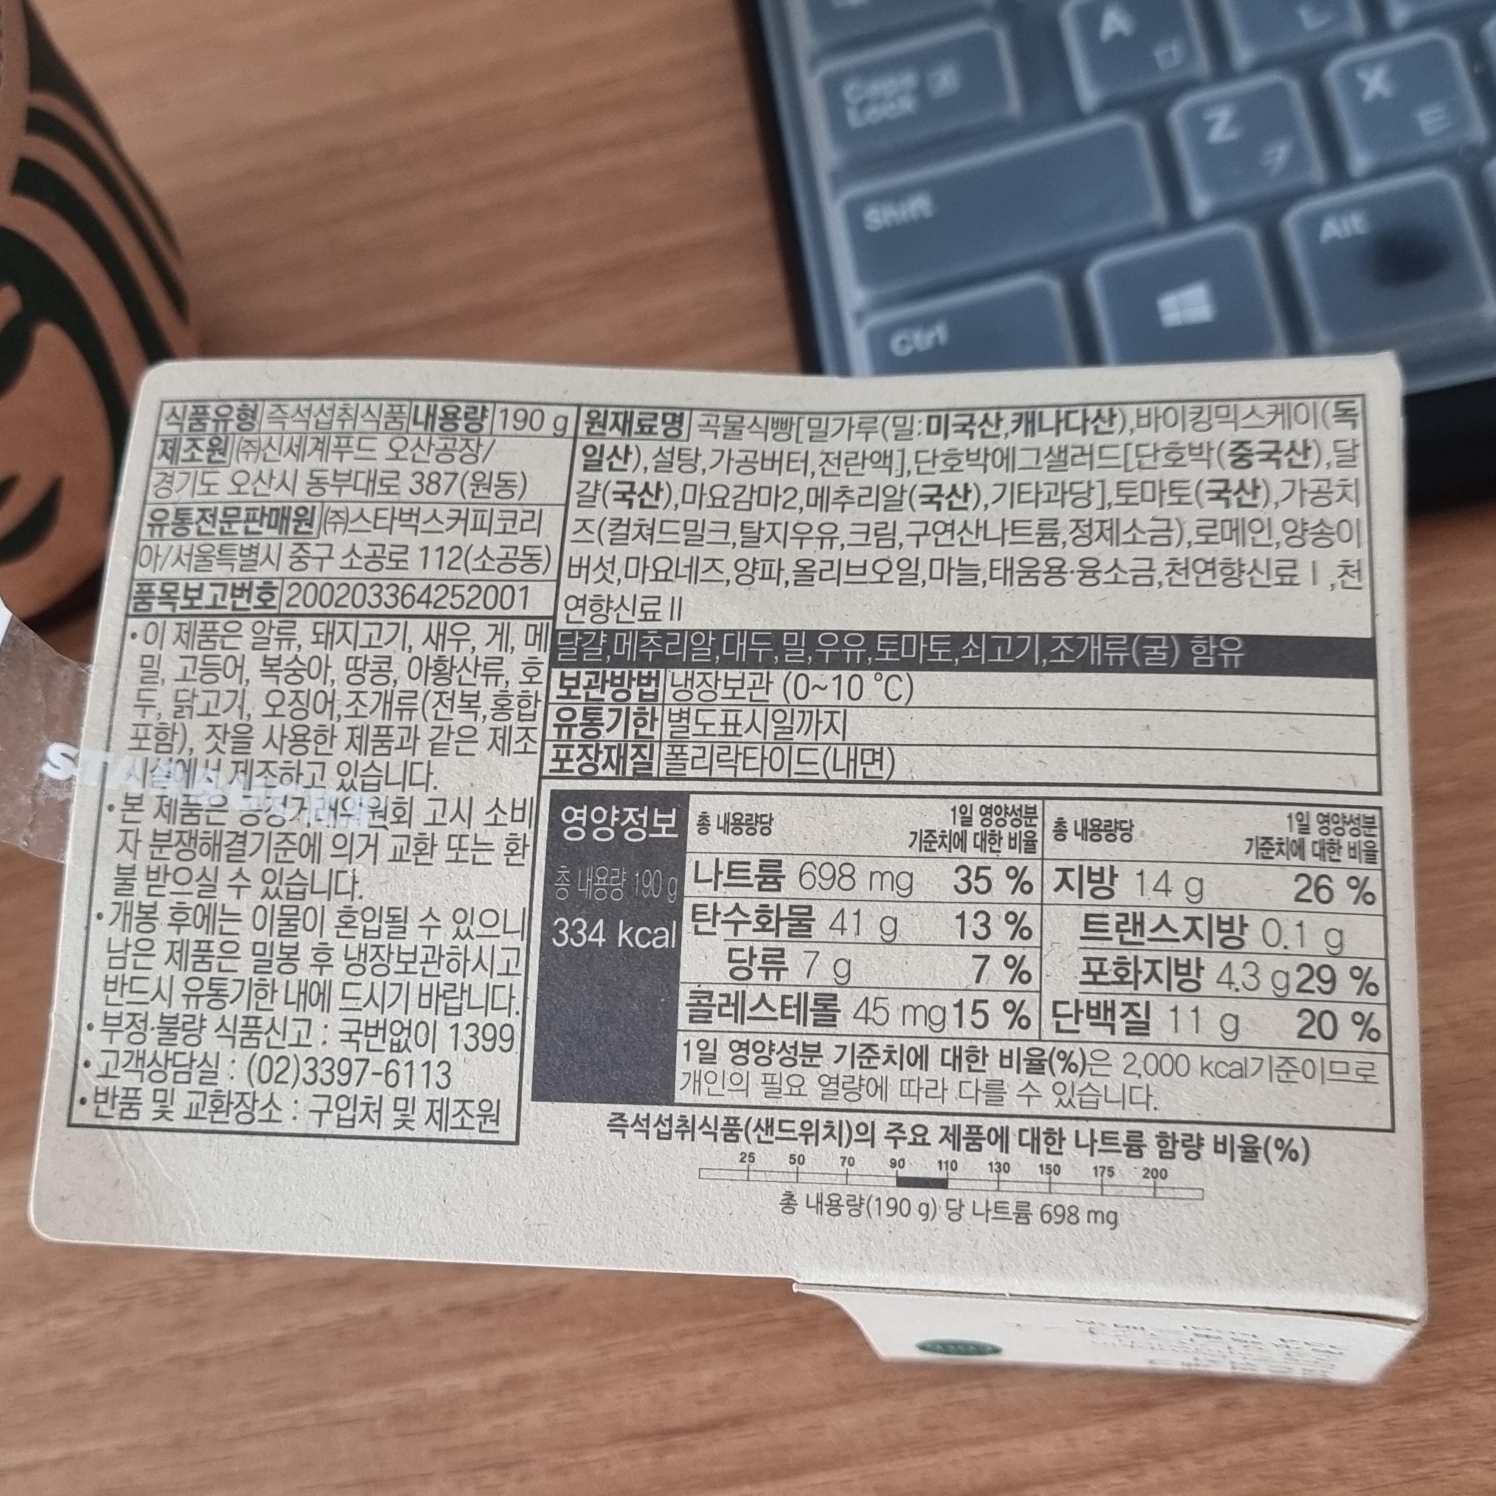 Caps Lock
A
ㅁ
ㄴ
Shift
Z
ㅋ
X
ㅌ
Ctrl
Alt
식품유형 즉석섭취식품 내용량 190 g
제조원 ㈜신세계푸드 오산공장/
경기도 오산시 동부대로 387(원동)
유통전문판매원 ㈜스타벅스커피코리
아/서울특별시 중구 소공로 112(소공동)
품목보고번호 200203364252001
•이 제품은 알류, 돼지고기, 새우, 게, 메
밀, 고등어, 복숭아, 땅콩, 아황산류, 호
두, 닭고기, 오징어,조개류(전복,홍합
포함), 잣을 사용한 제품과 같은 제조
시설에서 제조하고 있습니다.
•본 제품은 공정거래위원회 고시 소비
자 분쟁해결기준에 의거 교환 또는 환
불 받으실 수 있습니다.
•개봉 후에는 이물이 혼입될 수 있으니
남은 제품은 밀봉 후 냉장보관하시고
반드시 유통기한 내에 드시기 바랍니다.
•부정·불량 식품신고 : 국번없이 1399
•고객상담실 : (02)3397-6113
•반품 및 교환장소 : 구입처 및 제조원
원재료명 곡물식빵[밀가루(밀:미국산,캐나다산),바이킹믹스케이(독
일산),설탕,가공버터,전란액],단호박에그샐러드[단호박(중국산),달
걀(국산),마요감마2,메추리알(국산),기타과당],토마토(국산),가공치
즈(컬쳐드밀크,탈지우유,크림,구연산나트륨,정제소금),로메인,양송이
버섯,마요네즈,양파,올리브오일,마늘,태움용·융소금,천연향신료Ⅰ,천
연향신료Ⅱ
달걀,메추리알,대두,밀,우유,토마토,쇠고기,조개류(굴) 함유
보관방법 냉장보관 (0~10 ℃)
유통기한 별도표시일까지
포장재질 폴리락타이드(내면)
영양정보
총 내용량 190 g
334 kcal
총 내용량당 1일 영양성분 기준치에 대한 비율 총 내용량당 1일 영양성분 기준치에 대한 비율
나트륨 698 mg 35 % 지방 14 g 26 %
탄수화물 41 g 13 % 트랜스지방 0.1 g
당류 7 g 7 % 포화지방 4.3 g 29 %
콜레스테롤 45 mg 15 % 단백질 11 g 20 %
1일 영양성분 기준치에 대한 비율(%)은 2,000 kcal기준이므로
개인의 필요 열량에 따라 다를 수 있습니다.
즉석섭취식품(샌드위치)의 주요 제품에 대한 나트륨 함량 비율(%)
25 50 70 90 110 130 150 175 200
총 내용량(190 g) 당 나트륨 698 mg